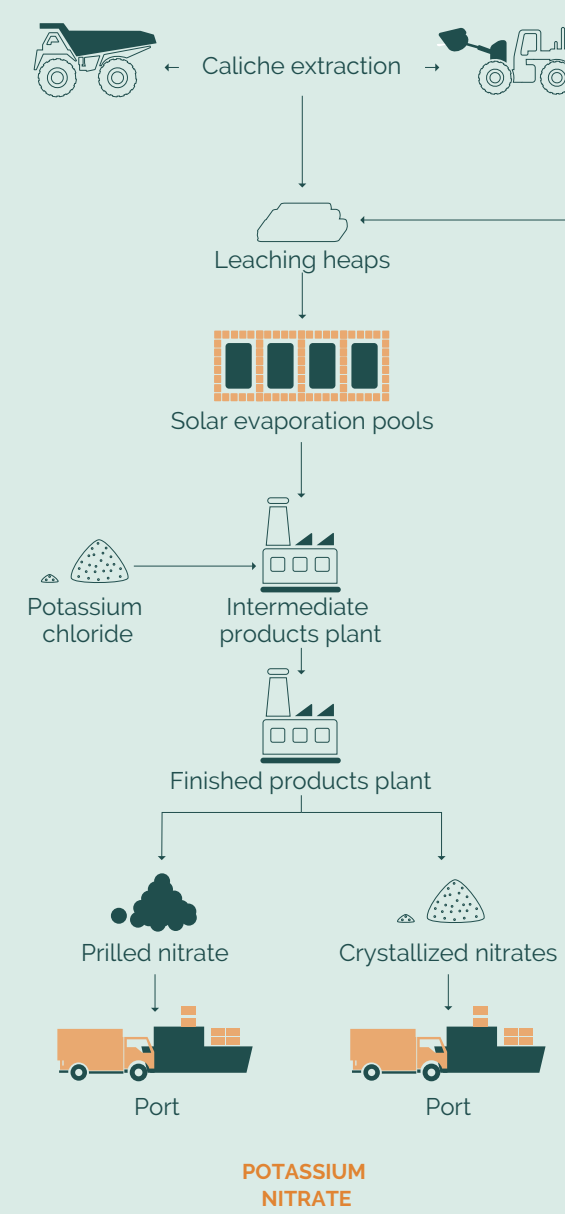 Caliche extraction
Leaching heaps
Solar evaporation pools
Potassium
chloride
Intermediate
products plant
Finished products plant
Prilled nitrate
Crystallized nitrates
Port
Port
POTASSIUM
NITRATE